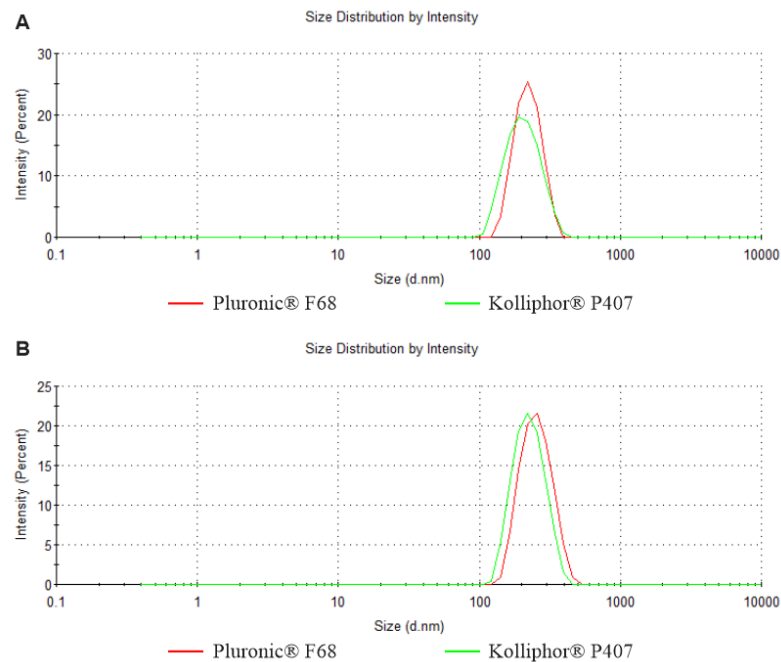 A
Size Distribution by Intensity
30
20
10
0
Intensity (Percent)
0.1 1 10 100 1000 10000
Size (d.nm)
Pluronic® F68 Kolliphor® P407
B
Size Distribution by Intensity
25
20
15
10
5
0
Intensity (Percent)
0.1 1 10 100 1000 10000
Size (d.nm)
Pluronic® F68 Kolliphor® P407